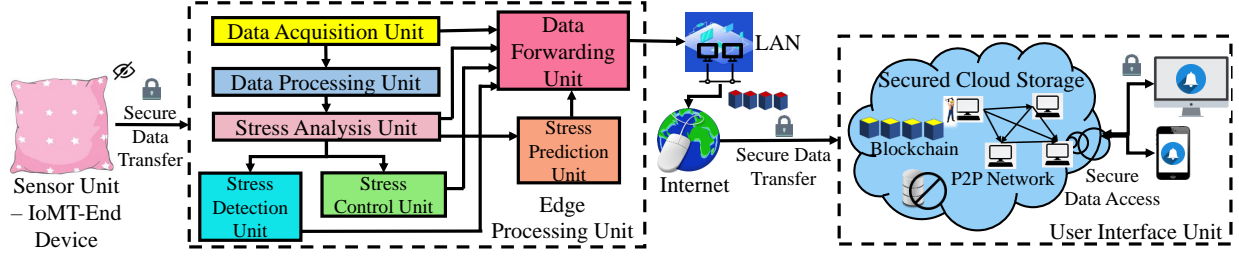 Secure
Data
Transfer
Sensor Unit
– IoMT-End
Device
Data Acquisition Unit
Data Processing Unit
Stress Analysis Unit
Stress
Detection
Unit
Stress
Control Unit
Data
Forwarding
Unit
Stress
Prediction
Unit
Edge
Processing Unit
LAN
Internet
Secure Data
Transfer
Secured Cloud Storage
Blockchain
P2P Network
Secure
Data Access
User Interface Unit